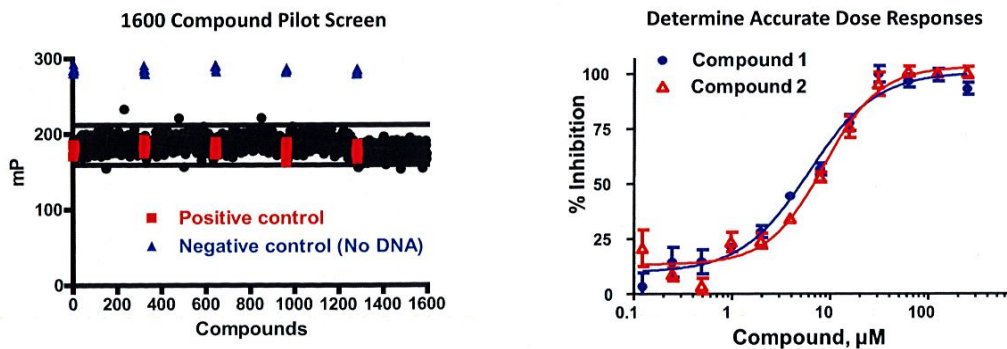 1600 Compound Pilot Screen
300
200
100
0
mP
Positive control
Negative control (No DNA)
0 200 400 600 800 1000 1200 1400 1600
Compounds
Determine Accurate Dose Responses
Compound 1
Compound 2
100
75
50
25
0
% Inhibition
0.1 1 10 100
Compound, µM